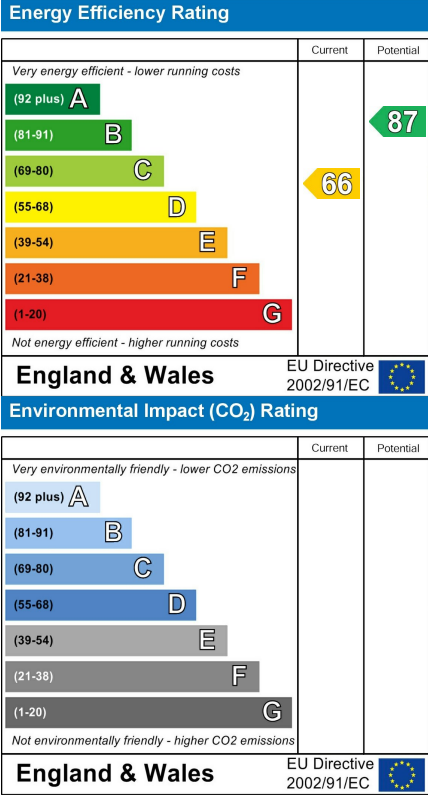 Energy Efficiency Rating
Current Potential
Very energy efficient - lower running costs
(92 plus) A
(81-91) B
87
(69-80) C
66
(55-68) D
(39-54) E
(21-38) F
(1-20) G
Not energy efficient - higher running costs
England & Wales
EU Directive
2002/91/EC
Environmental Impact (CO₂) Rating
Current Potential
Very environmentally friendly - lower CO2 emissions
(92 plus) A
(81-91) B
(69-80) C
(55-68) D
(39-54) E
(21-38) F
(1-20) G
Not environmentally friendly - higher CO2 emissions
England & Wales
EU Directive
2002/91/EC